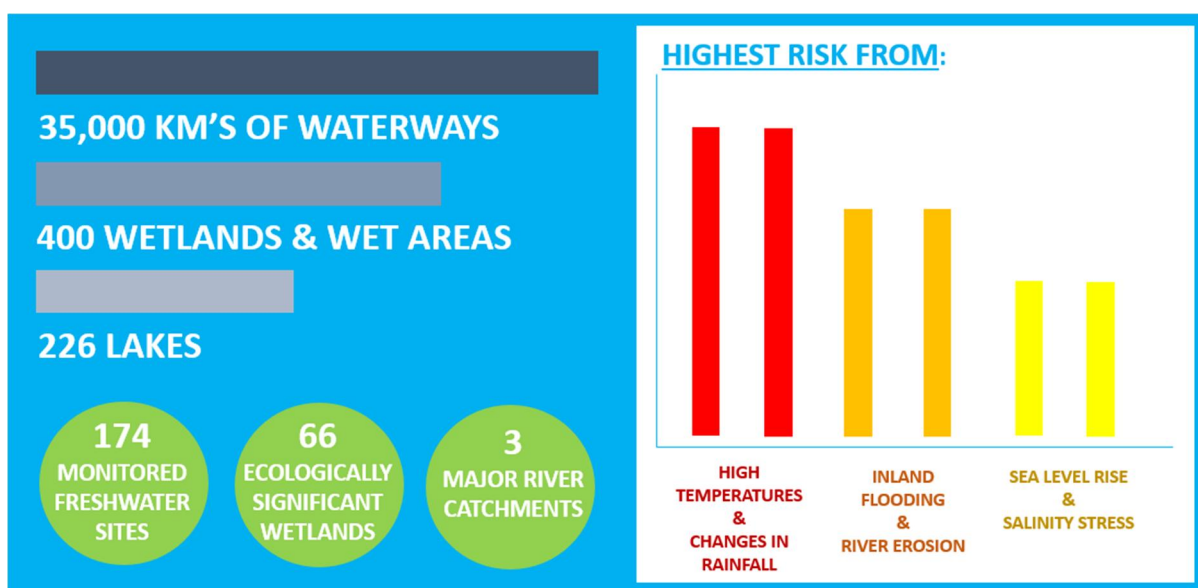 35,000 KM’S OF WATERWAYS
400 WETLANDS & WET AREAS
226 LAKES
174
MONITORED
FRESHWATER
SITES
66
ECOLOGICALLY
SIGNIFICANT
WETLANDS
3
MAJOR RIVER
CATCHMENTS
HIGHEST RISK FROM:
HIGH
TEMPERATURES
&
CHANGES IN
RAINFALL
INLAND
FLOODING
&
RIVER EROSION
SEA LEVEL RISE
&
SALINITY STRESS